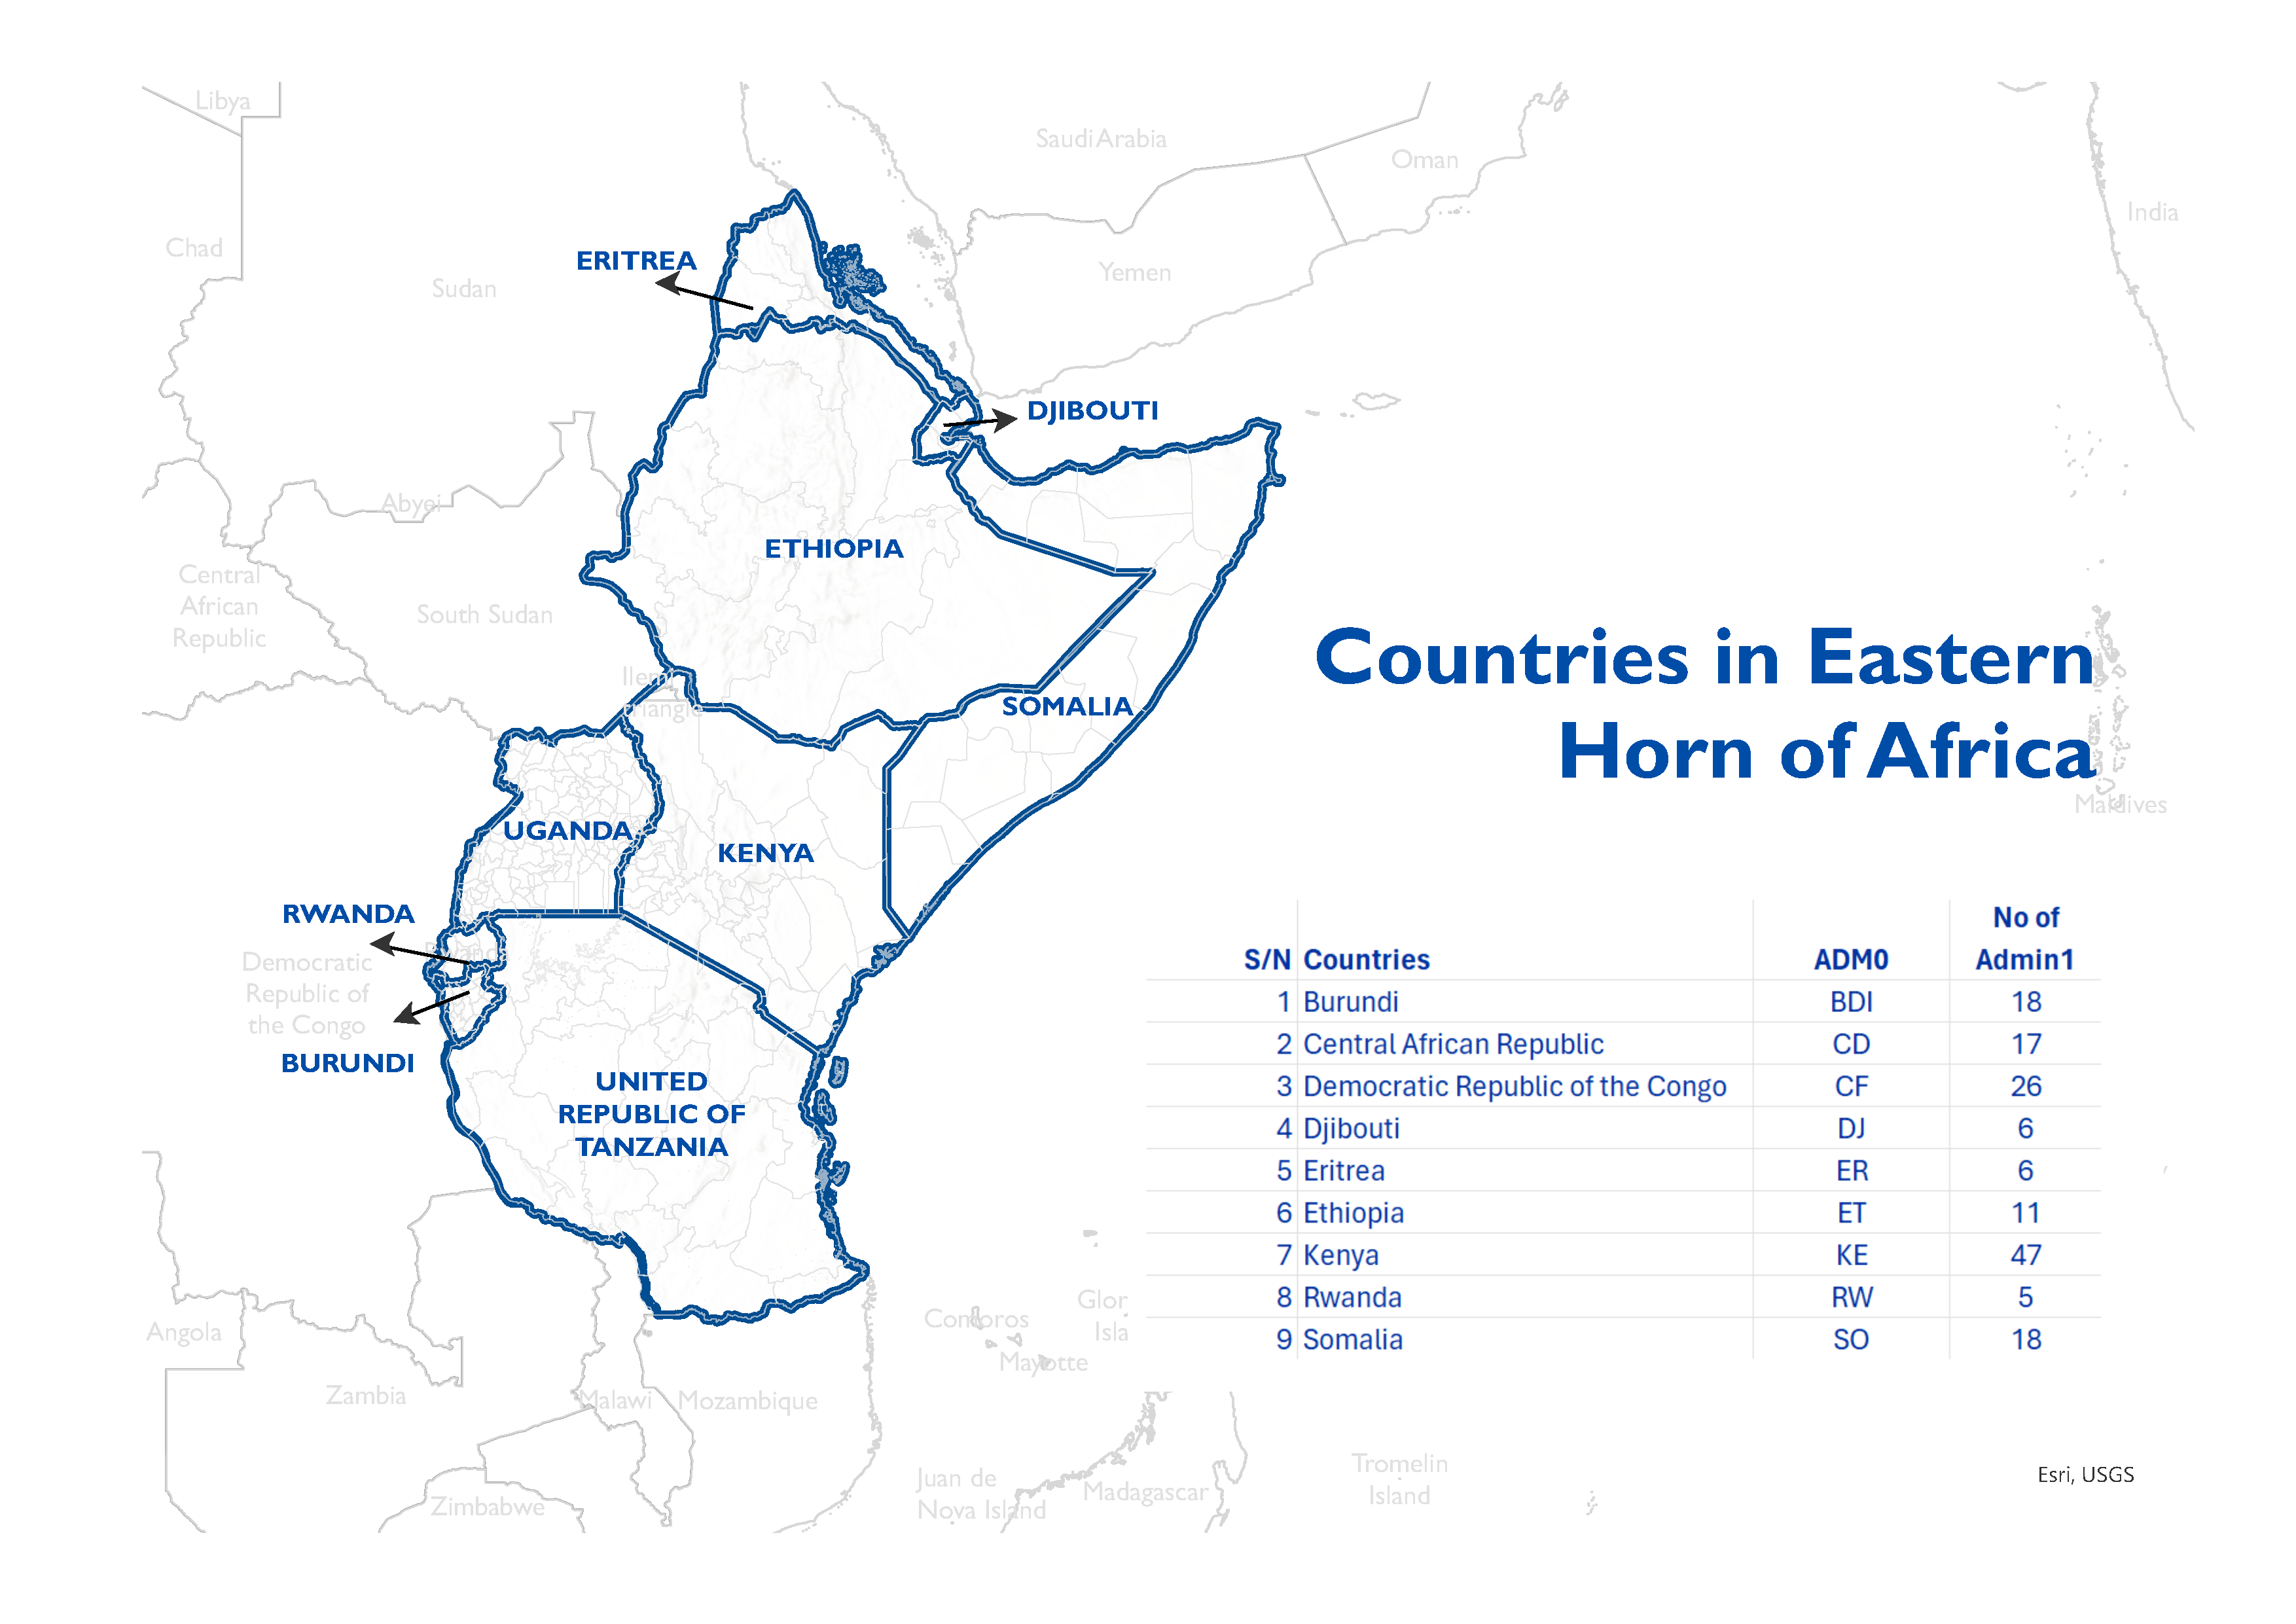 Libya
Saudi Arabia
Oman
India
Chad
Sudan
ERITREA
Yemen
DJIBOUTI
Abyei
ETHIOPIA
Central
African
Republic
South Sudan
Ilemi
Triangle
SOMALIA
Countries in Eastern
Horn of Africa
Maldives
UGANDA
KENYA
RWANDA
Rwanda
Democratic
Republic of
the Congo
BURUNDI
UNITED
REPUBLIC OF
TANZANIA
No of
S/N Countries ADM0 Admin1
1 Burundi BDI 18
2 Central African Republic CD 17
3 Democratic Republic of the Congo CF 26
4 Djibouti DJ 6
5 Eritrea ER 6
6 Ethiopia ET 11
7 Kenya KE 47
8 Rwanda RW 5
9 Somalia SO 18
Angola
Comoros
Glor
Isla
Mayotte
Zambia
Malawi
Mozambique
Zimbabwe
Juan de
Nova Island
Madagascar
Tromelin
Island
Esri, USGS